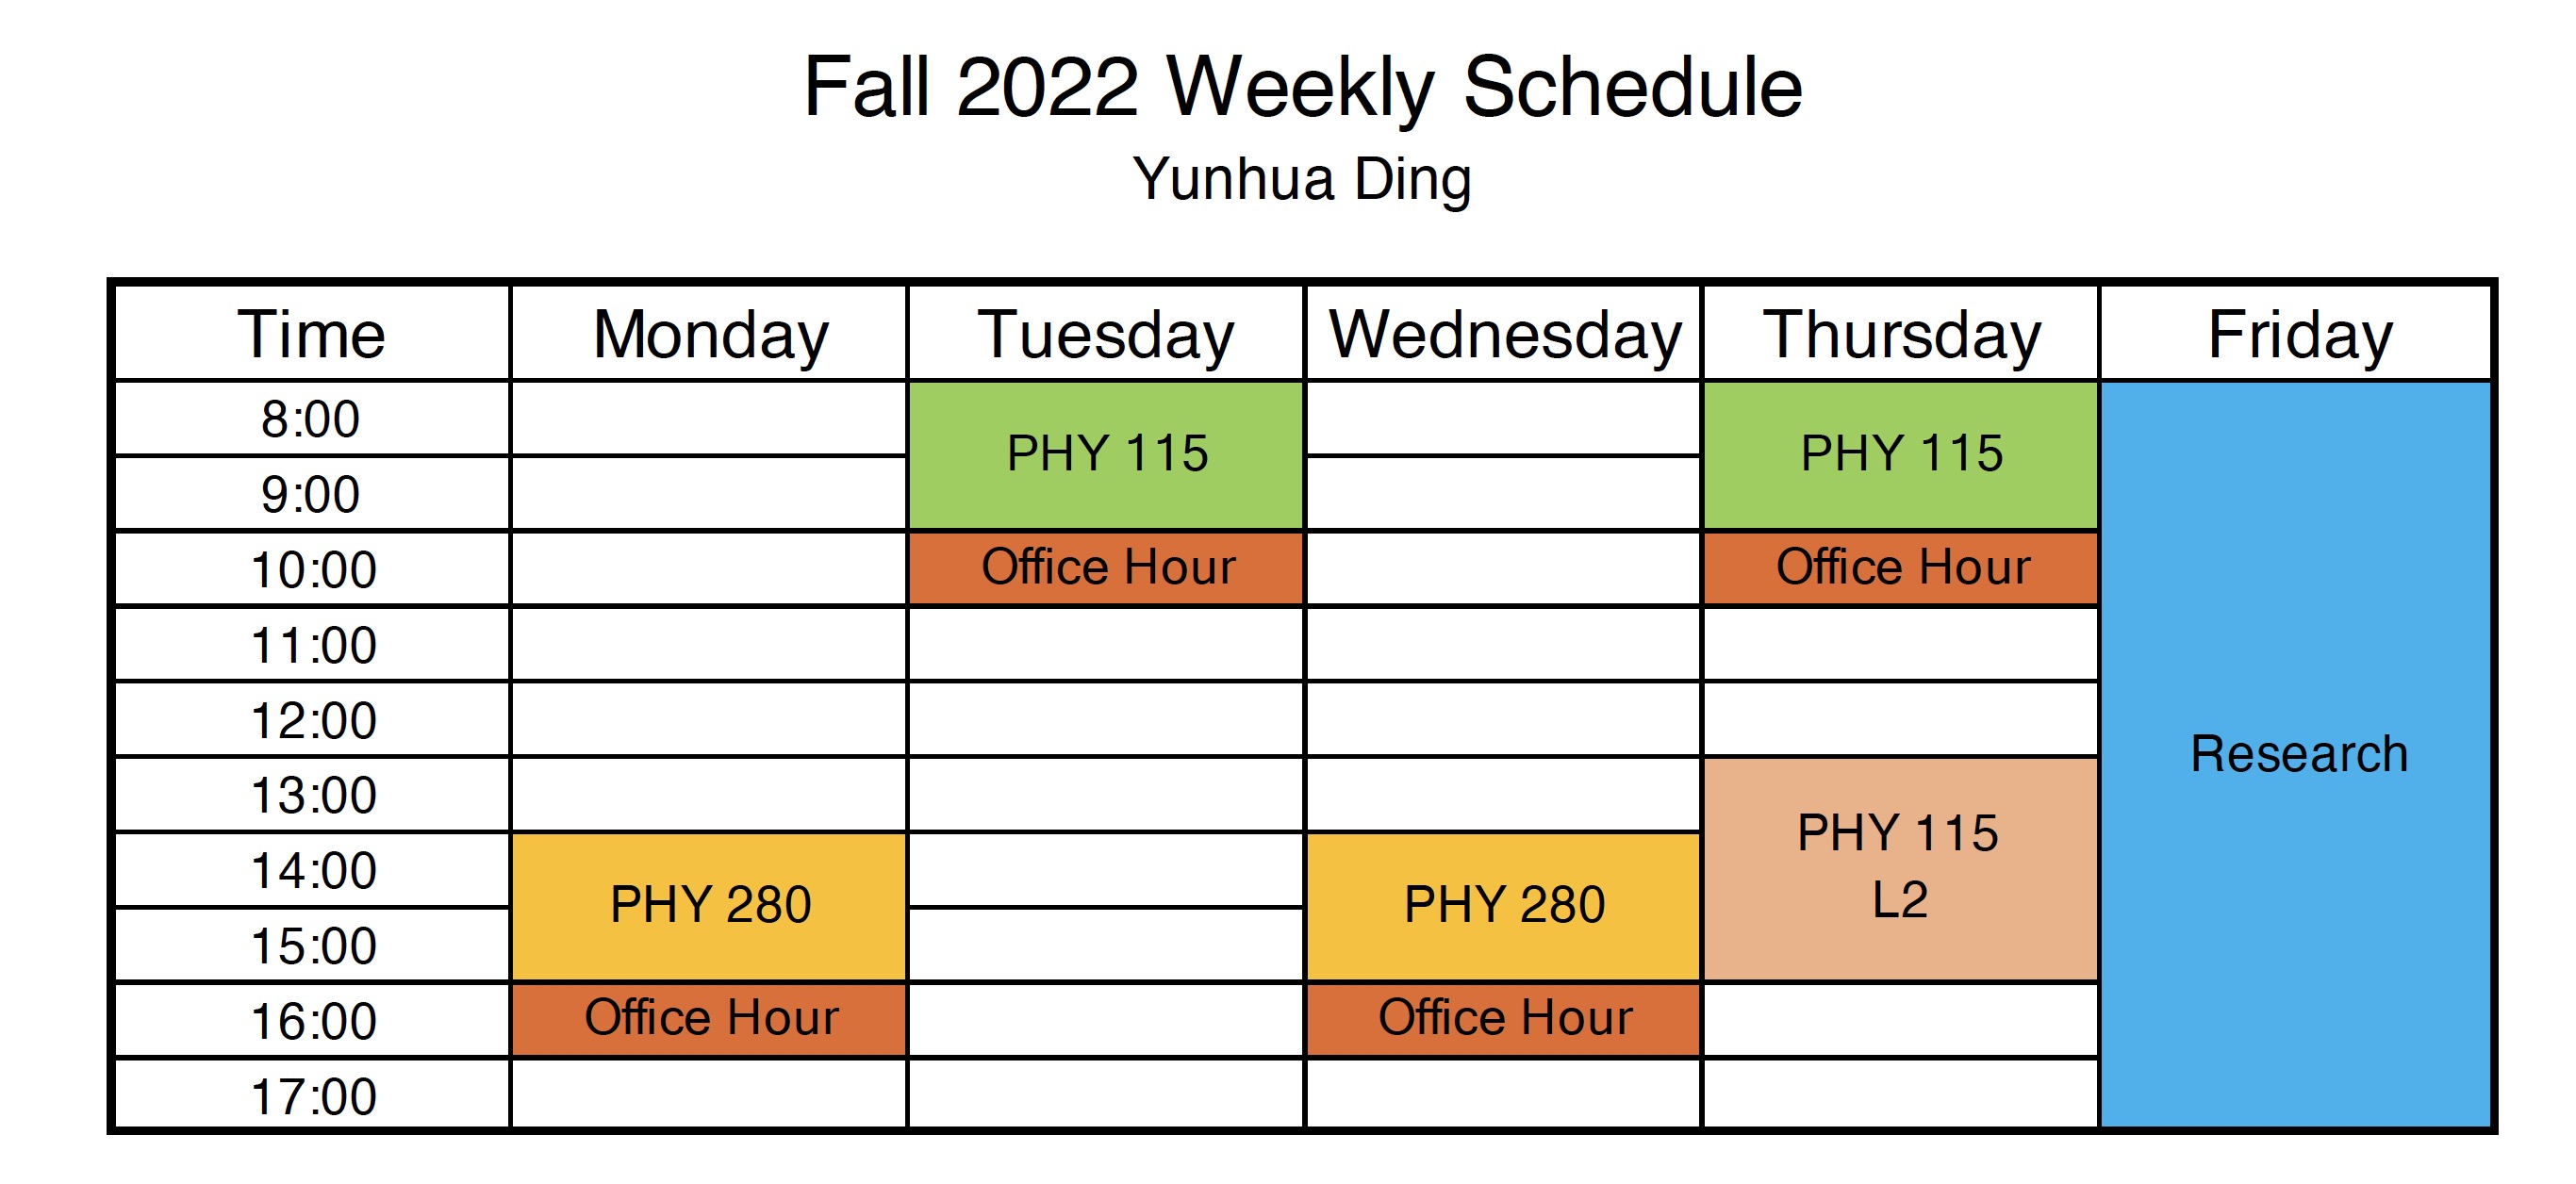 Fall 2022 Weekly Schedule
Yunhua Ding
Time Monday Tuesday Wednesday Thursday Friday
8:00
PHY 115 PHY 115
9:00
10:00 Office Hour Office Hour
11:00
12:00
Research
13:00
PHY 115
14:00
PHY 280 PHY 280 L2
15:00
16:00 Office Hour Office Hour
17:00